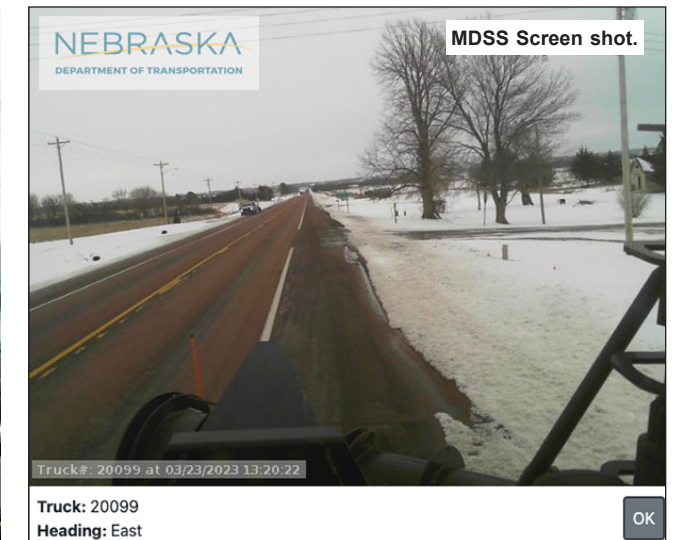 NEBRASKA
DEPARTMENT OF TRANSPORTATION
MDSS Screen shot.
Truck#: 20099 at 03/23/2023 13:20:22
Truck: 20099
Heading: East
OK